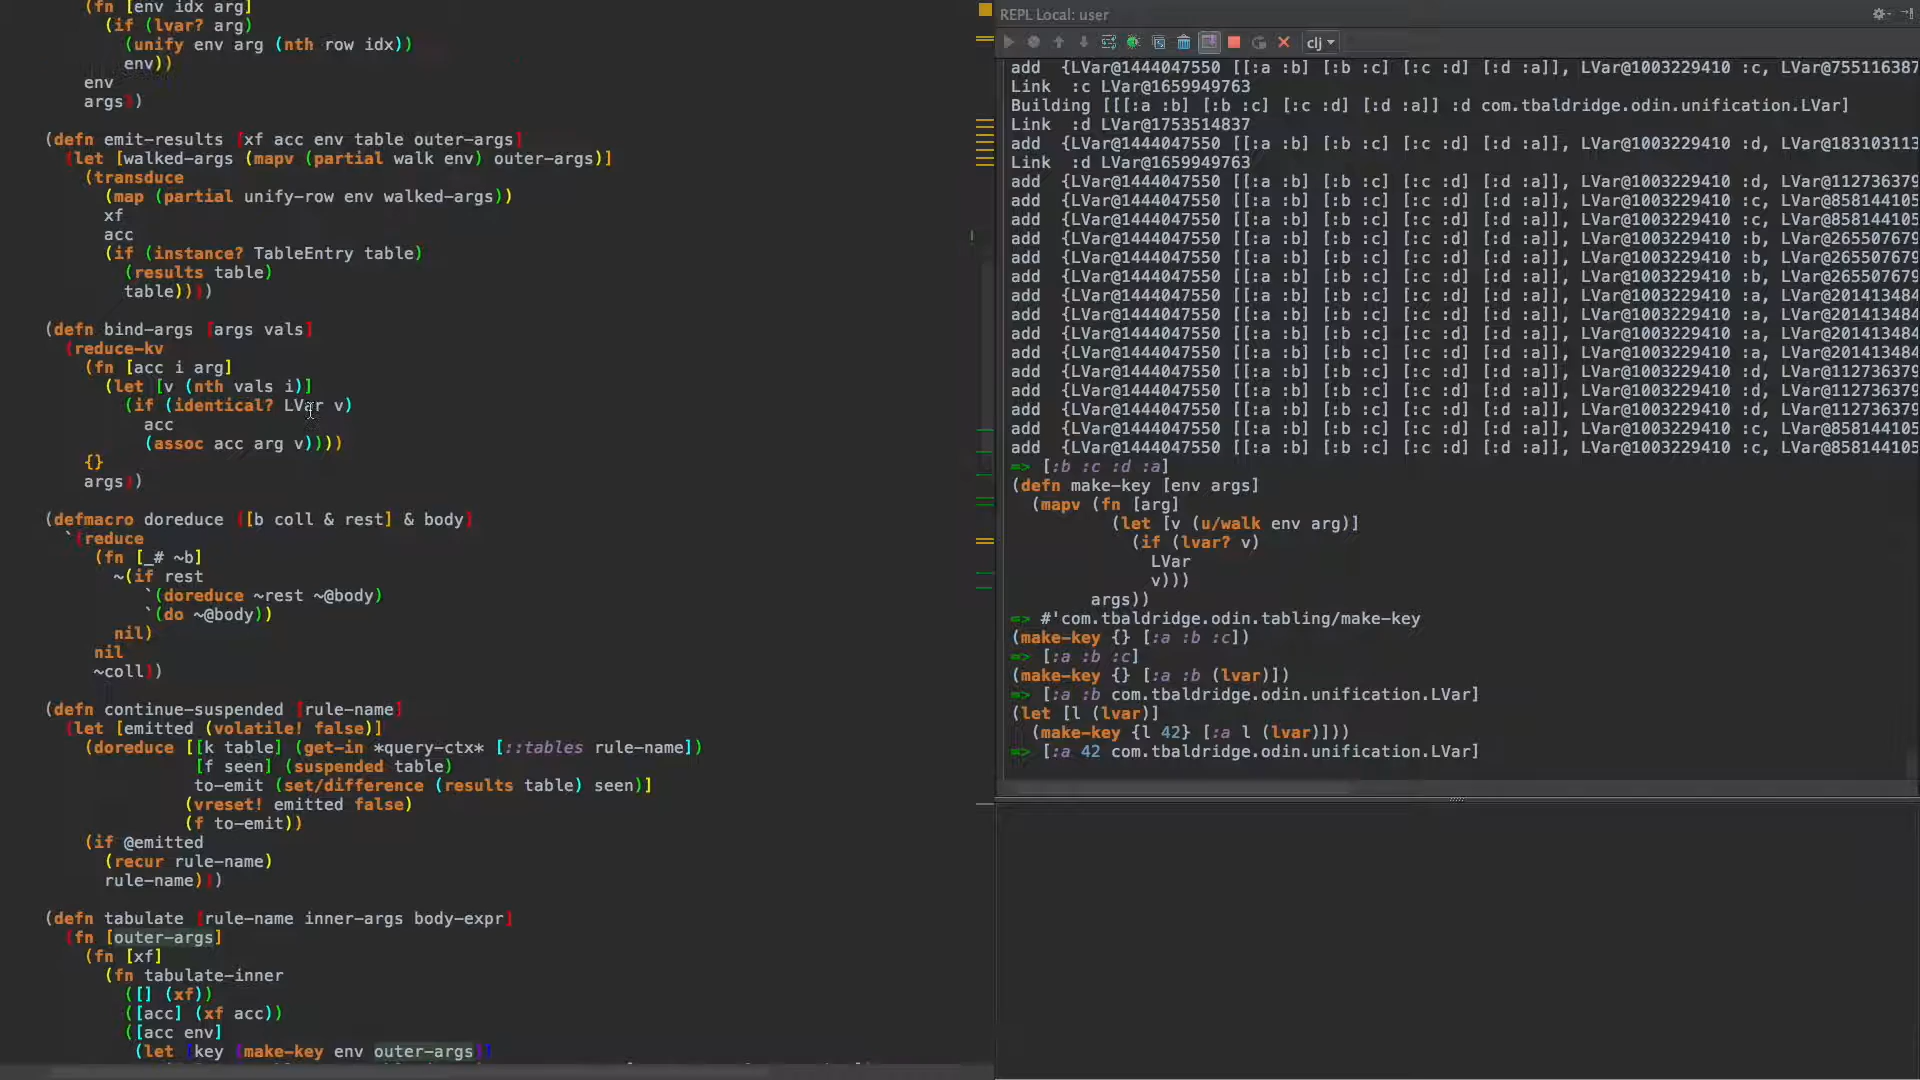 (fn [env idx arg]
(if (lvar? arg)
(unify env arg (nth row idx))
env))
env
args))
(defn emit-results [xf acc env table outer-args]
(let [walked-args (mapv (partial walk env) outer-args)]
(transduce
(map (partial unify-row env walked-args))
xf
acc
(if (instance? TableEntry table)
(results table)
table))))
(defn bind-args [args vals]
(reduce-kv
(fn [acc i arg]
(let [v (nth vals i)]
(if (identical? LVar v)
acc
(assoc acc arg v))))
{}
args))
(defmacro doreduce ([b coll & rest] & body]
`(reduce
(fn [_# ~b]
~(if rest
`(doreduce ~rest ~@body)
`(do ~@body))
nil)
nil
~coll))
(defn continue-suspended [rule-name]
(let [emitted (volatile! false)]
(doreduce [[k table] (get-in *query-ctx* [::tables rule-name])
[f seen] (suspended table)
to-emit (set/difference (results table) seen)]
(vreset! emitted false)
(f to-emit))
(if @emitted
(recur rule-name)
rule-name)))
(defn tabulate [rule-name inner-args body-expr]
(fn [outer-args]
(fn [xf]
(fn tabulate-inner
([] (xf))
([acc] (xf acc))
([acc env]
(let [key (make-key env outer-args)
REPL Local: user
clj
add {LVar@1444047550 [[:a :b] [:b :c] [:c :d] [:d :a]], LVar@1003229410 :c, LVar@755116387
Link :c LVar@1659949763
Building [[[:a :b] [:b :c] [:c :d] [:d :a]] :d com.tbaldridge.odin.unification.LVar]
Link :d LVar@1753514837
add {LVar@1444047550 [[:a :b] [:b :c] [:c :d] [:d :a]], LVar@1003229410 :d, LVar@183103113
Link :d LVar@1659949763
add {LVar@1444047550 [[:a :b] [:b :c] [:c :d] [:d :a]], LVar@1003229410 :d, LVar@112736379
add {LVar@1444047550 [[:a :b] [:b :c] [:c :d] [:d :a]], LVar@1003229410 :c, LVar@858144105
add {LVar@1444047550 [[:a :b] [:b :c] [:c :d] [:d :a]], LVar@1003229410 :c, LVar@858144105
add {LVar@1444047550 [[:a :b] [:b :c] [:c :d] [:d :a]], LVar@1003229410 :b, LVar@265507679
add {LVar@1444047550 [[:a :b] [:b :c] [:c :d] [:d :a]], LVar@1003229410 :b, LVar@265507679
add {LVar@1444047550 [[:a :b] [:b :c] [:c :d] [:d :a]], LVar@1003229410 :b, LVar@265507679
add {LVar@1444047550 [[:a :b] [:b :c] [:c :d] [:d :a]], LVar@1003229410 :a, LVar@201413484
add {LVar@1444047550 [[:a :b] [:b :c] [:c :d] [:d :a]], LVar@1003229410 :a, LVar@201413484
add {LVar@1444047550 [[:a :b] [:b :c] [:c :d] [:d :a]], LVar@1003229410 :a, LVar@201413484
add {LVar@1444047550 [[:a :b] [:b :c] [:c :d] [:d :a]], LVar@1003229410 :a, LVar@201413484
add {LVar@1444047550 [[:a :b] [:b :c] [:c :d] [:d :a]], LVar@1003229410 :d, LVar@112736379
add {LVar@1444047550 [[:a :b] [:b :c] [:c :d] [:d :a]], LVar@1003229410 :d, LVar@112736379
add {LVar@1444047550 [[:a :b] [:b :c] [:c :d] [:d :a]], LVar@1003229410 :d, LVar@112736379
add {LVar@1444047550 [[:a :b] [:b :c] [:c :d] [:d :a]], LVar@1003229410 :c, LVar@858144105
add {LVar@1444047550 [[:a :b] [:b :c] [:c :d] [:d :a]], LVar@1003229410 :c, LVar@858144105
=> [:b :c :d :a]
(defn make-key [env args]
(mapv (fn [arg]
(let [v (u/walk env arg)]
(if (lvar? v)
LVar
v)))
args))
=> #'com.tbaldridge.odin.tabling/make-key
(make-key {} [:a :b :c])
=> [:a :b :c]
(make-key {} [:a :b (lvar)])
=> [:a :b com.tbaldridge.odin.unification.LVar]
(let [l (lvar)]
(make-key {l 42} [:a l (lvar)]))
=> [:a 42 com.tbaldridge.odin.unification.LVar]